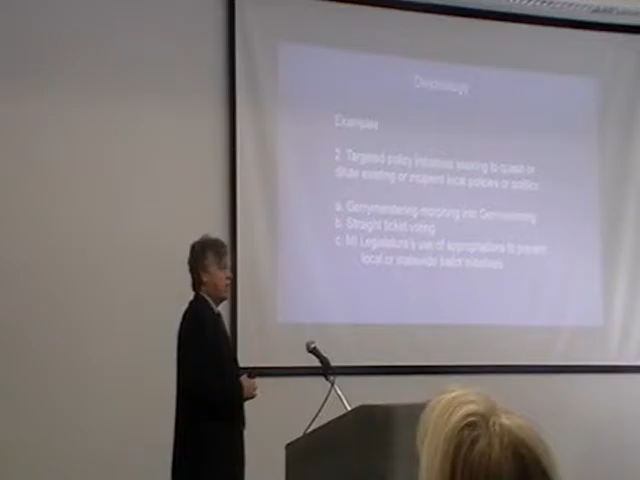 Examples
2. Targeted policy initiatives seeking to quash or
dilute existing or incipient local policies or politics
a. Gerrymandering morphing into
b. Straight ticket voting
c. MI Legislature's use of appropriations to prevent
local or statewide ballot initiatives